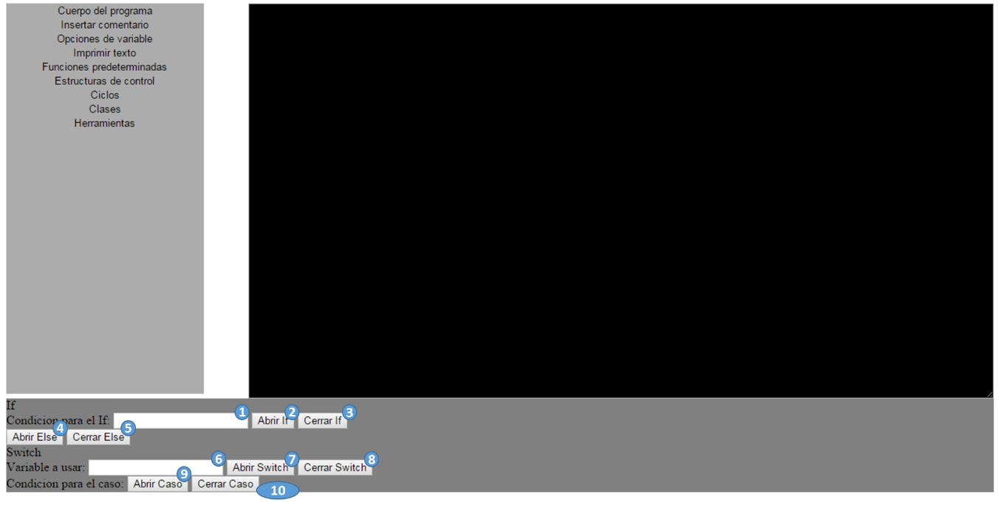 Cuerpo del programa
Insertar comentario
Opciones de variable
Imprimir texto
Funciones predeterminadas
Estructuras de control
Ciclos
Clases
Herramientas
If
Condicion para el If: 1 Abrir If 2 Cerrar If 3
Abrir Else 4 Cerrar Else 5
Switch
Variable a usar: 6 Abrir Switch 7 Cerrar Switch 8
Condicion para el caso: Abrir Caso 9 Cerrar Caso 10